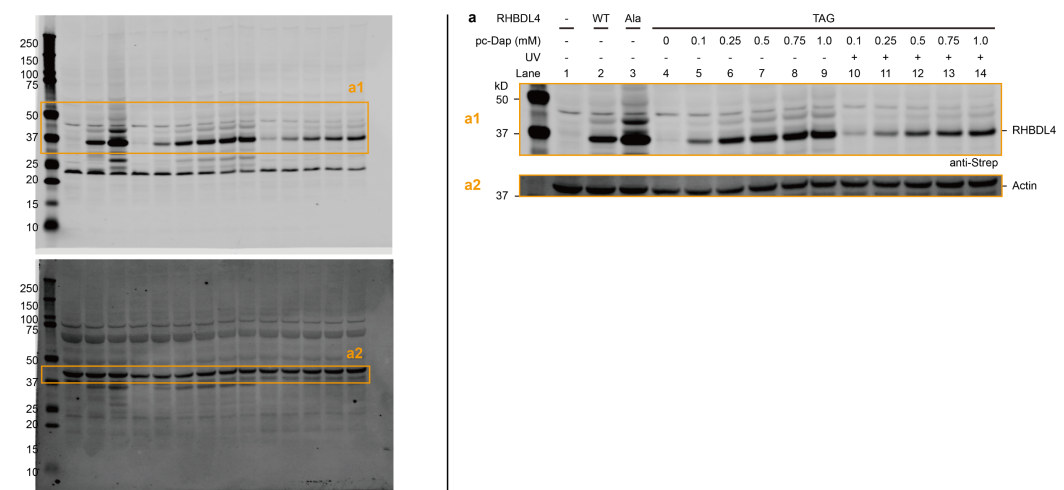 250
150
100
75
50
37
25
20
15
10
a1
250
150
100
75
50
37
25
20
15
10
a2
a RHBDL4 - WT Ala TAG
pc-Dap (mM) - - - 0 0.1 0.25 0.5 0.75 1.0 0.1 0.25 0.5 0.75 1.0
UV - - - - - - - - - + + + + +
Lane 1 2 3 4 5 6 7 8 9 10 11 12 13 14
kD
50
a1
37
RHBDL4
anti-Strep
a2
Actin
37